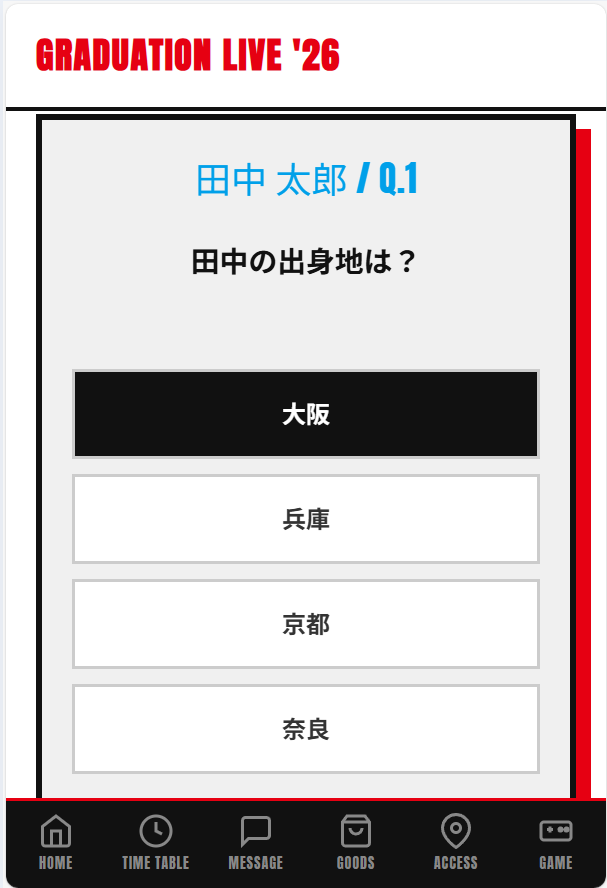 GRADUATION LIVE '26
田中 太郎 / Q.1
田中の出身地は？
大阪
兵庫
京都
奈良
HOME
TIME TABLE
MESSAGE
GOODS
ACCESS
GAME